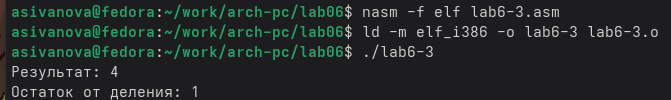 asivanova@fedora:~/work/arch-pc/lab06$ nasm -f elf lab6-3.asm
asivanova@fedora:~/work/arch-pc/lab06$ ld -m elf_i386 -o lab6-3 lab6-3.o
asivanova@fedora:~/work/arch-pc/lab06$ ./lab6-3
Результат: 4
Остаток от деления: 1